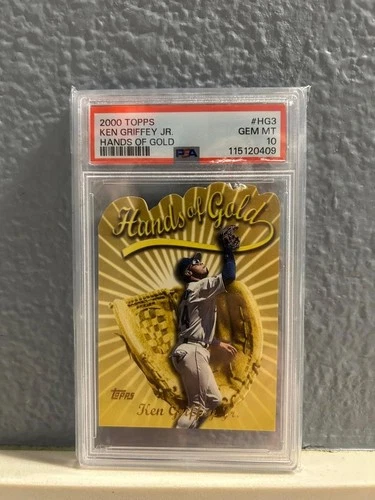 2000 TOPPS #HG3
KEN GRIFFEY JR. GEM MT
HANDS OF GOLD 10
PSA 115120409
Hands of Gold
4
Topps
Ken Griffey Jr.